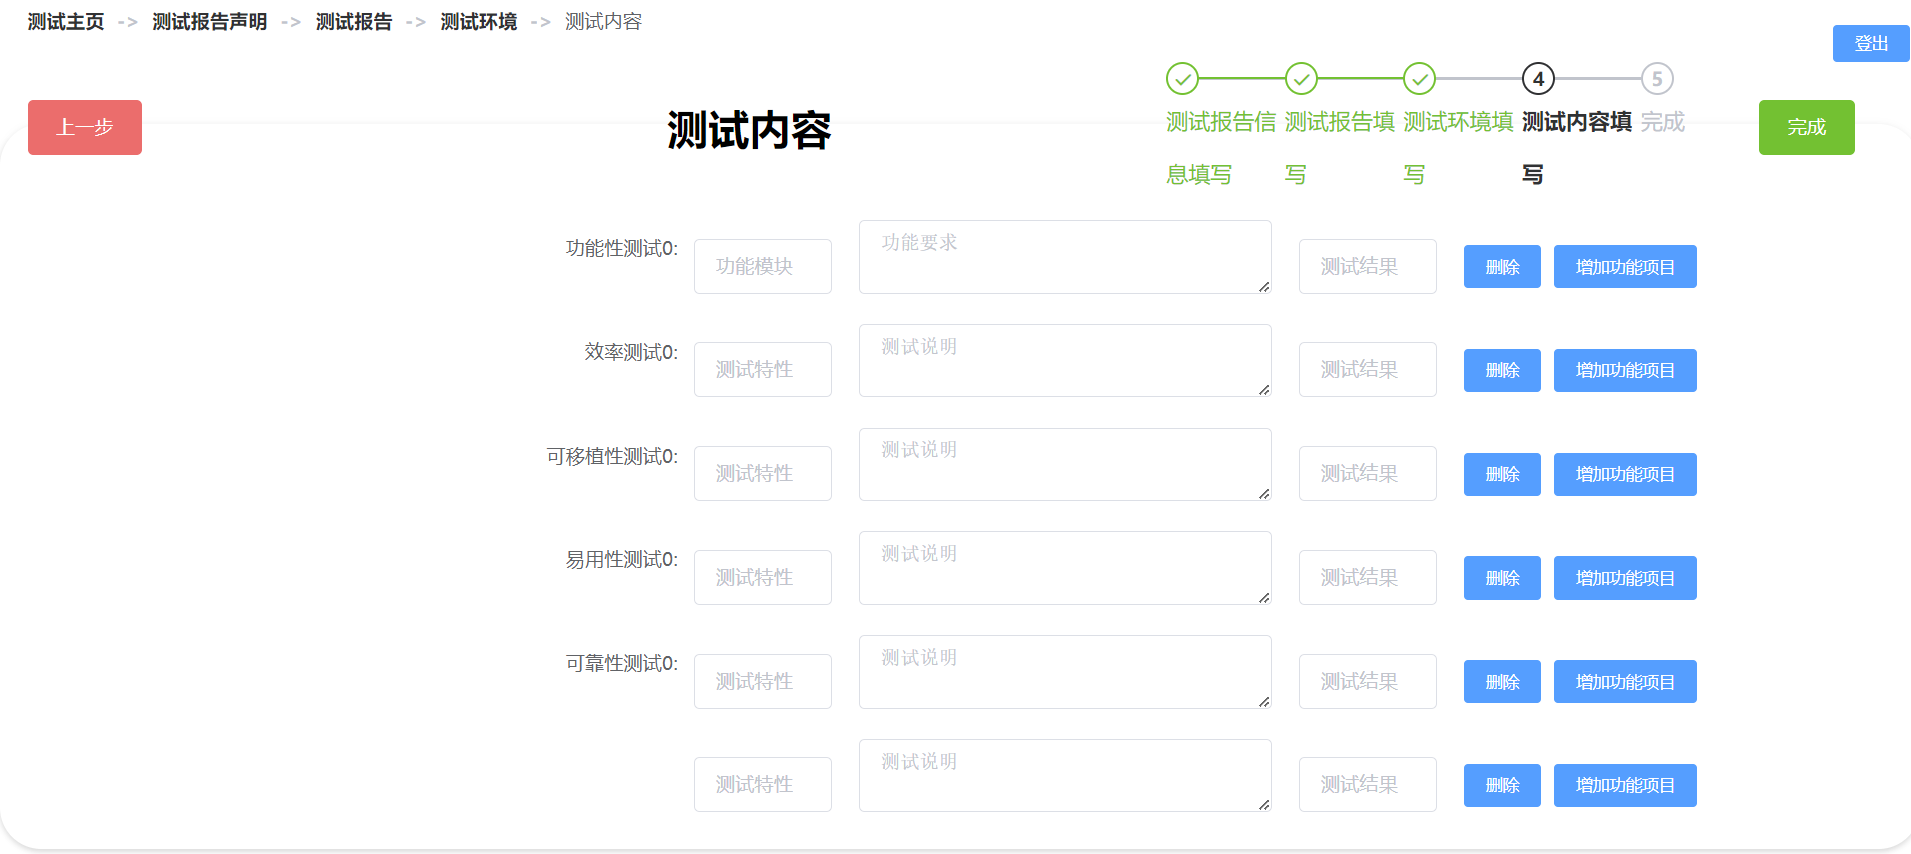 测试主页 -> 测试报告声明 -> 测试报告 -> 测试环境 -> 测试内容
登出
上一步
测试内容
4
5
测试报告信息填写
测试报告填写
测试环境填写
测试内容填写
完成
完成
功能性测试0: 功能模块 功能要求 测试结果 删除 增加功能项目
效率测试0: 测试特性 测试说明 测试结果 删除 增加功能项目
可移植性测试0: 测试特性 测试说明 测试结果 删除 增加功能项目
易用性测试0: 测试特性 测试说明 测试结果 删除 增加功能项目
可靠性测试0: 测试特性 测试说明 测试结果 删除 增加功能项目
测试特性 测试说明 测试结果 删除 增加功能项目